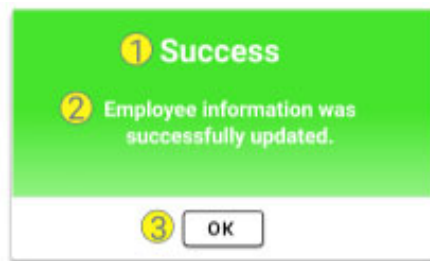 1 Success
2 Employee information was
successfully updated.
3 OK